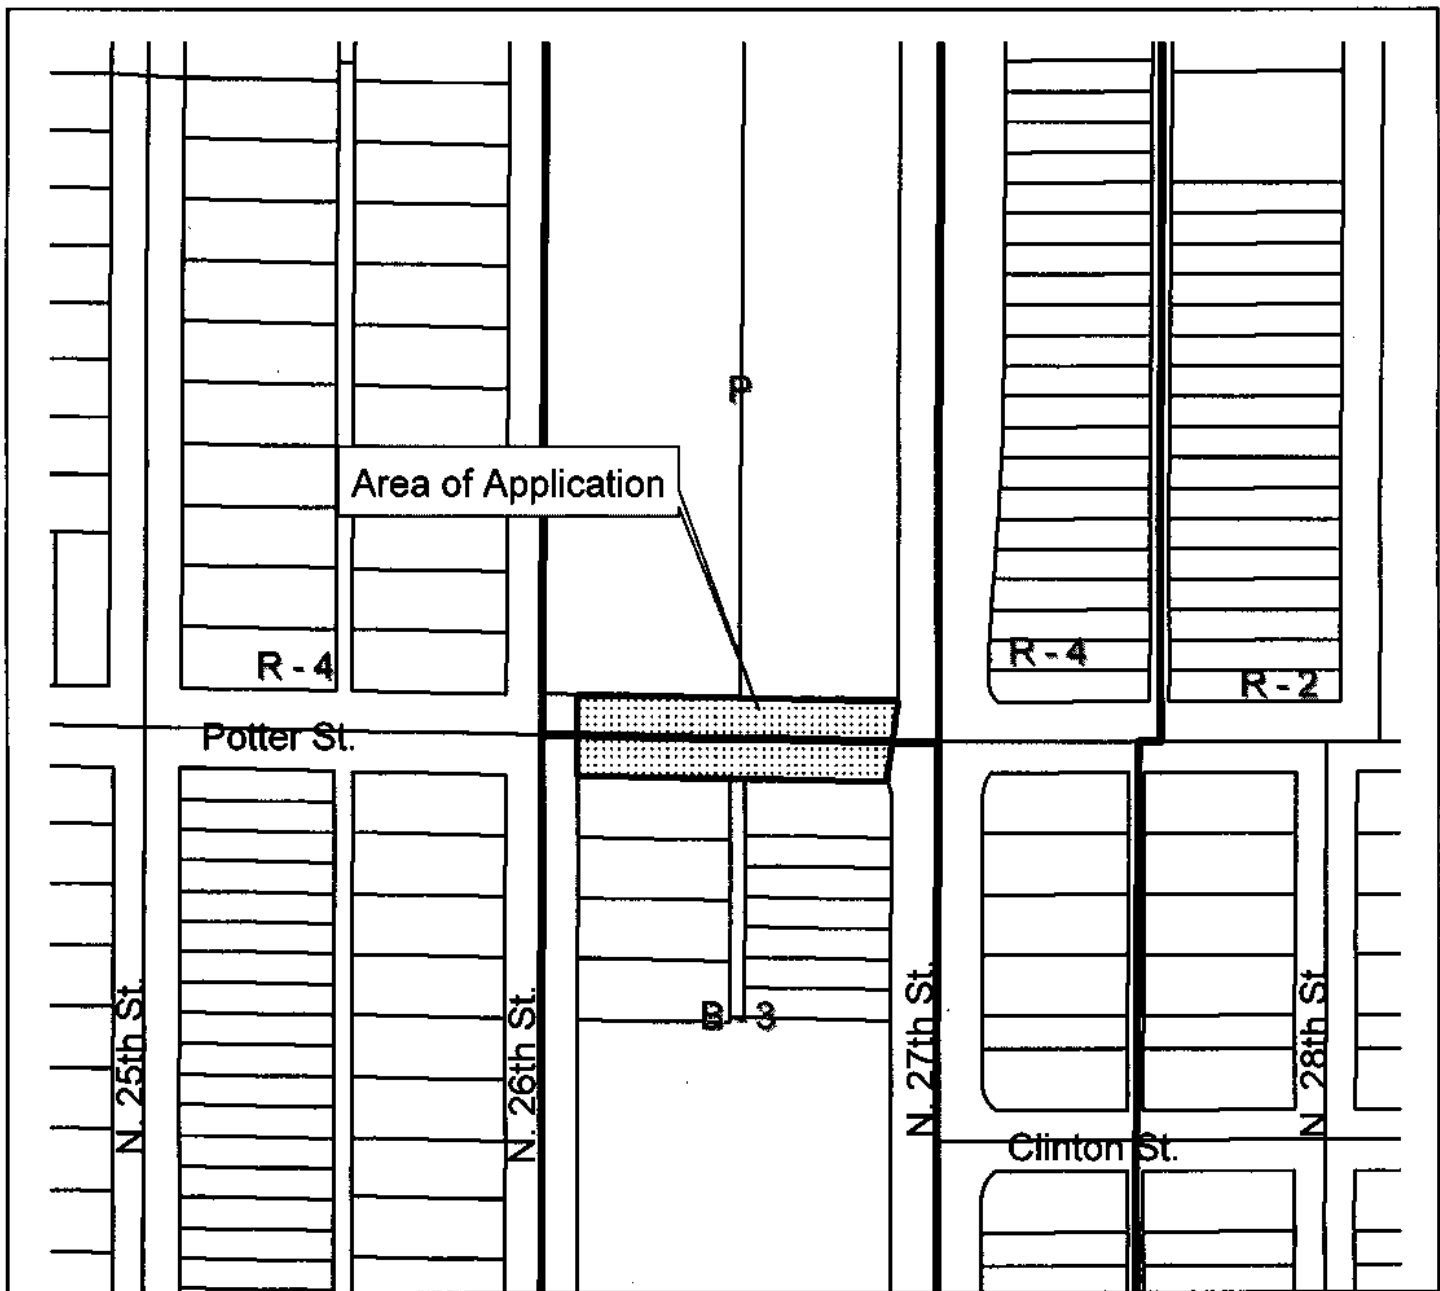 P
Area of Application
R - 4
R - 4
R - 2
Potter St.
B - 3
N. 25th St.
N. 26th St.
N. 27th St.
N. 28th St.
Clinton St.